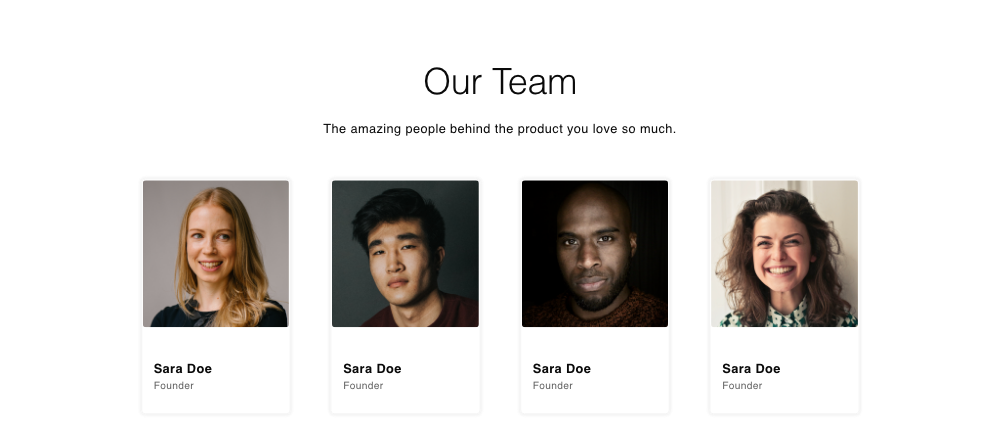 Our Team
The amazing people behind the product you love so much.
Sara Doe
Founder
Sara Doe
Founder
Sara Doe
Founder
Sara Doe
Founder